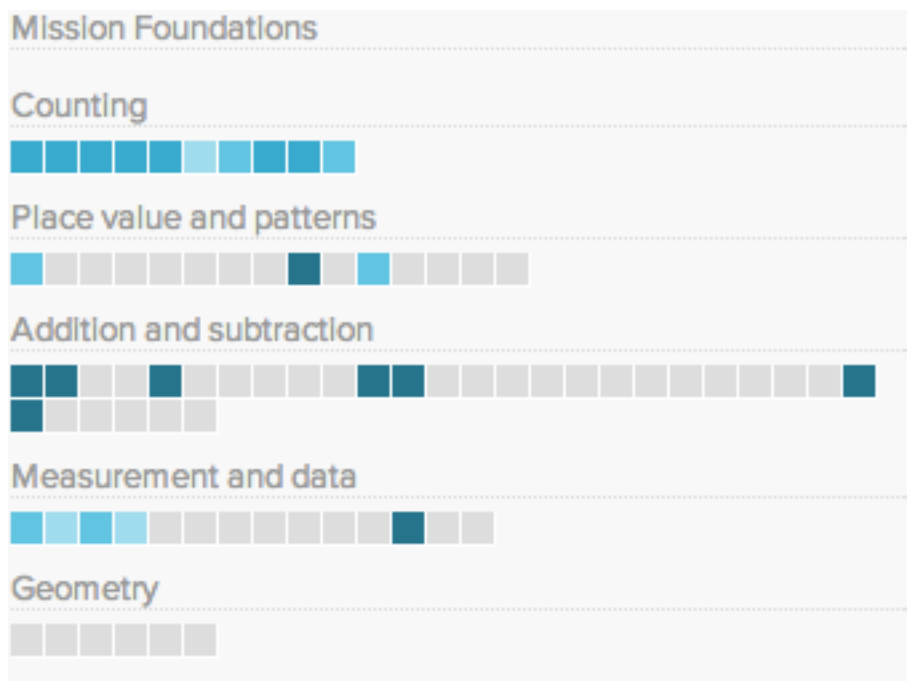 Mission Foundations
Counting
Place value and patterns
Addition and subtraction
Measurement and data
Geometry